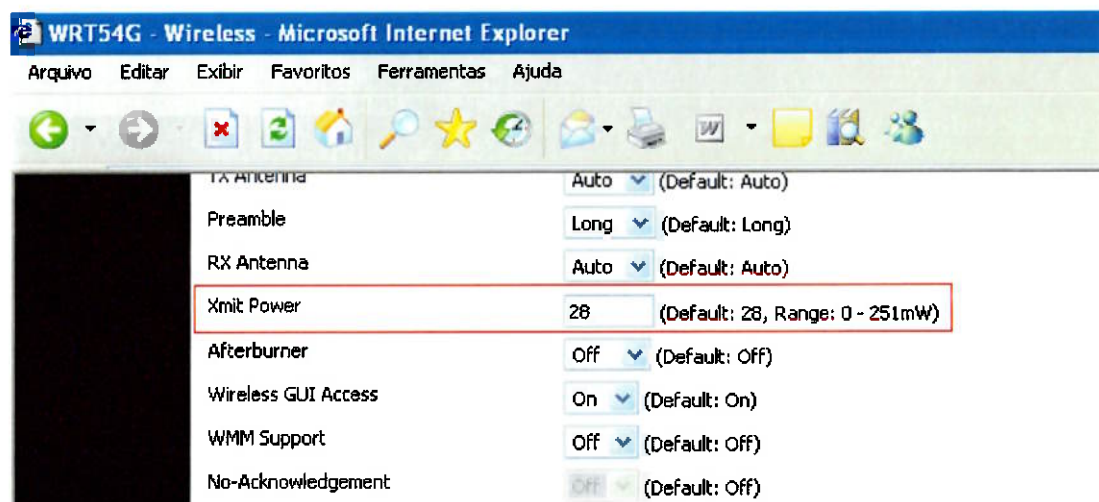 WRT54G - Wireless - Microsoft Internet Explorer
Arquivo Editar Exibir Favoritos Ferramentas Ajuda
TX Antenna Auto (Default: Auto)
Preamble Long (Default: Long)
RX Antenna Auto (Default: Auto)
Xmit Power 28 (Default: 28, Range: 0 - 251mW)
Afterburner Off (Default: Off)
Wireless GUI Access On (Default: On)
WMM Support Off (Default: Off)
No-Acknowledgement Off (Default: Off)